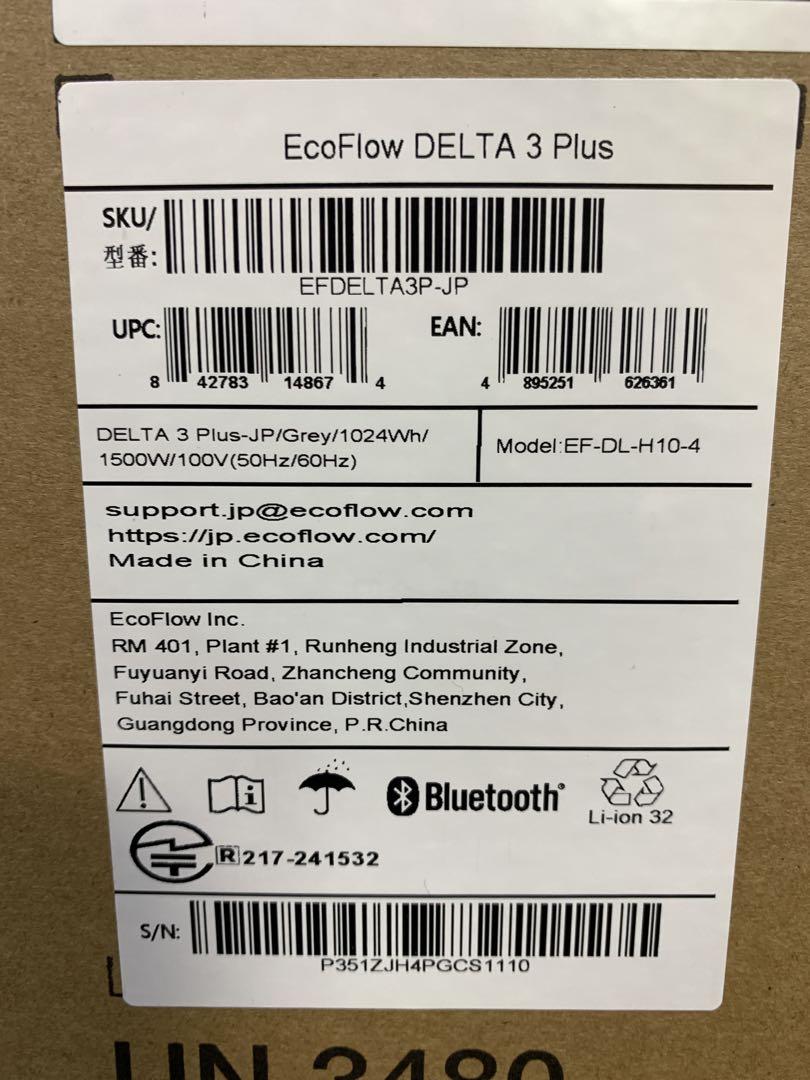 EcoFlow DELTA 3 Plus
SKU/
型番:
EFDELTA3P-JP
UPC:
8 42783 14867 4
EAN:
4 895251 626361
DELTA 3 Plus-JP/Grey/1024Wh/
1500W/100V(50Hz/60Hz)
Model:EF-DL-H10-4
support.jp@ecoflow.com
https://jp.ecoflow.com/
Made in China
EcoFlow Inc.
RM 401, Plant #1, Runheng Industrial Zone,
Fuyuanyi Road, Zhancheng Community,
Fuhai Street, Bao'an District,Shenzhen City,
Guangdong Province, P.R.China
Bluetooth®
Li-ion 32
R 217-241532
S/N:
P351ZJH4PGCS1110
UN 3480